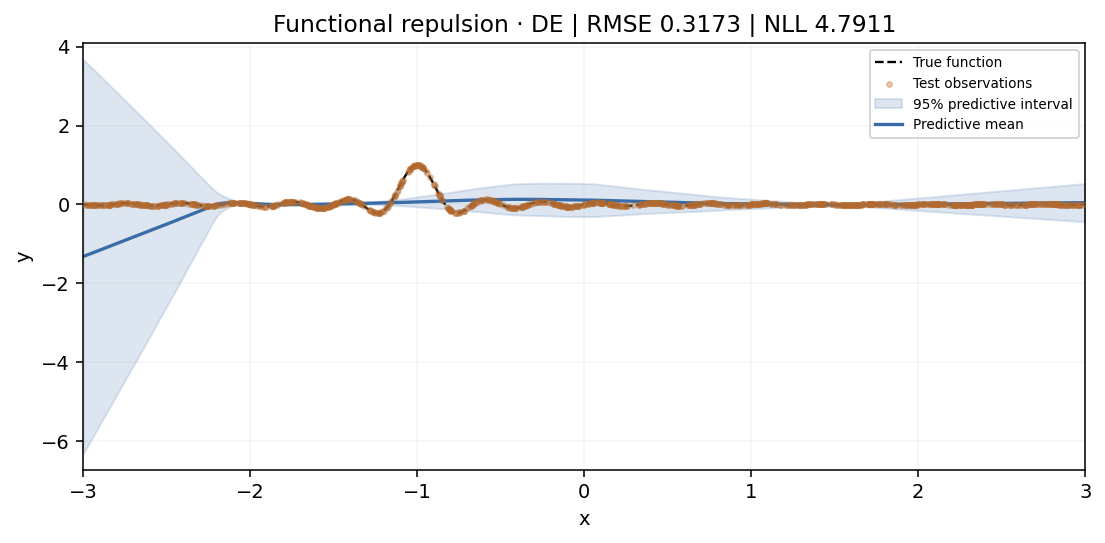 Functional repulsion · DE | RMSE 0.3173 | NLL 4.7911
True function
Test observations
95% predictive interval
Predictive mean
4
2
0
−2
−4
−6
y
−3 −2 −1 0 1 2 3
x